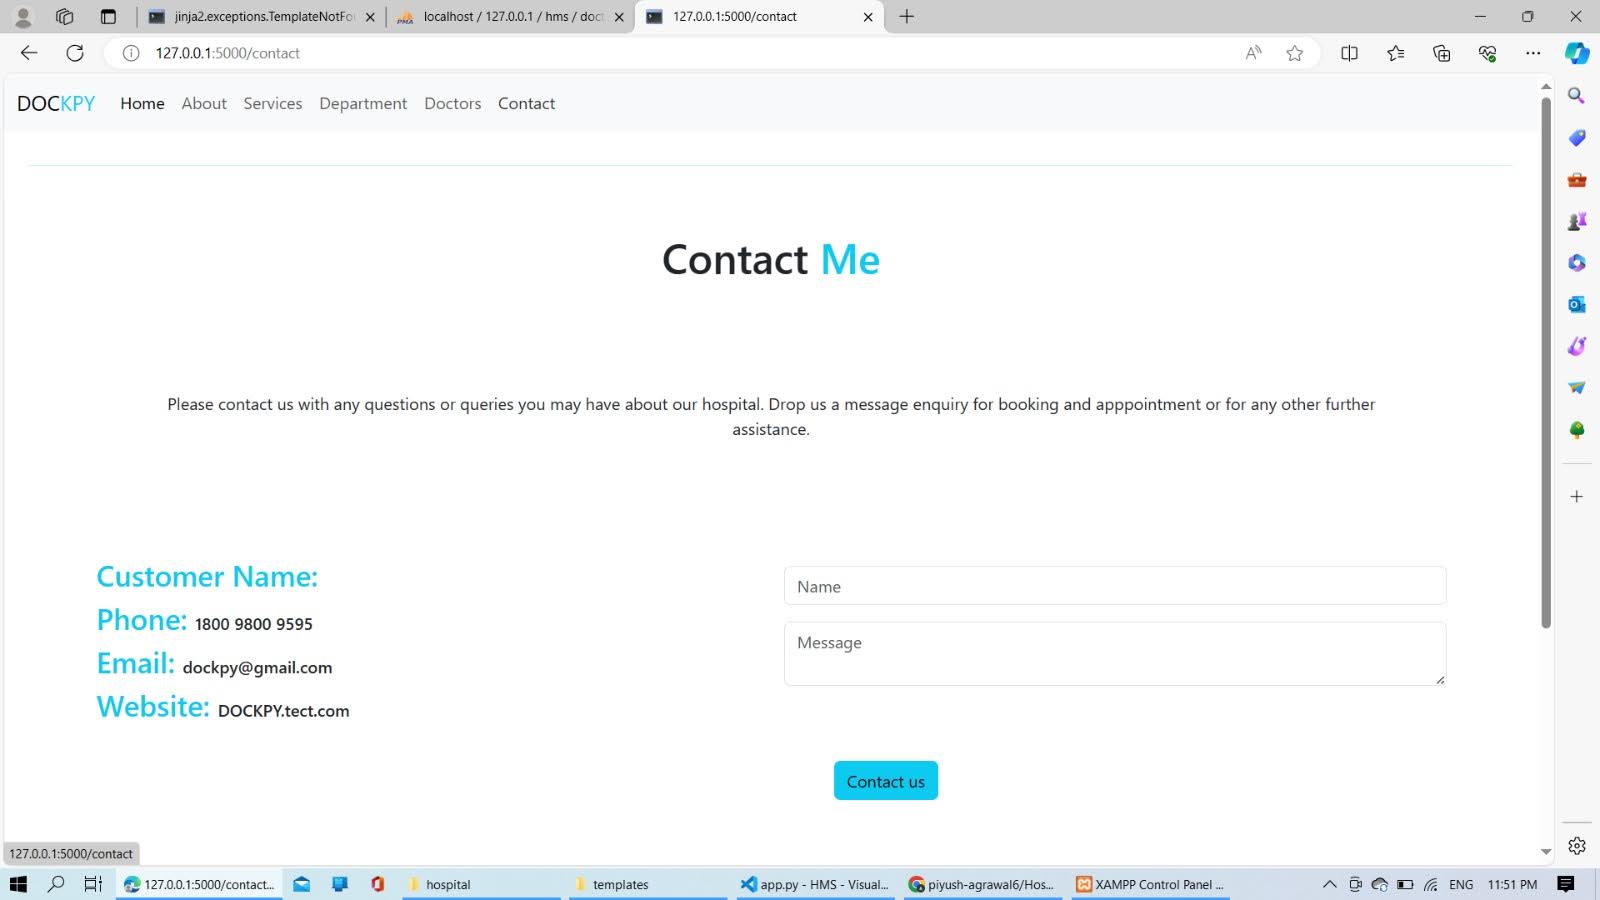 jinja2.exceptions.TemplateNotFo
localhost / 127.0.0.1 / hms / doct
127.0.0.1:5000/contact
127.0.0.1:5000/contact
DOCKPY Home About Services Department Doctors Contact
Contact Me
Please contact us with any questions or queries you may have about our hospital. Drop us a message enquiry for booking and apppointment or for any other further
assistance.
Customer Name:
Phone: 1800 9800 9595
Email: dockpy@gmail.com
Website: DOCKPY.tect.com
Name
Message
Contact us
127.0.0.1:5000/contact
127.0.0.1:5000/contact... hospital templates app.py - HMS - Visual... piyush-agrawal6/Hos... XAMPP Control Panel ... ENG 11:51 PM